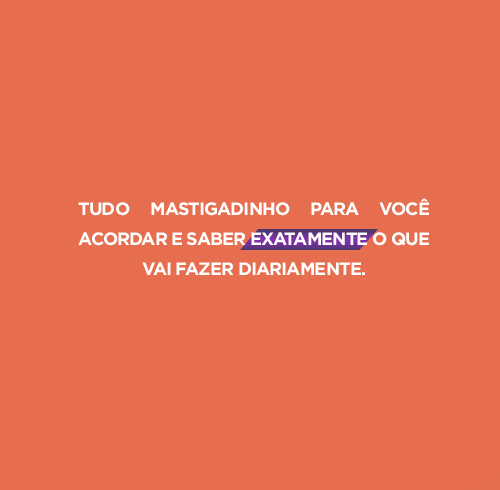 TUDO MASTIGADINHO PARA VOCÊ
ACORDAR E SABER EXATAMENTE O QUE
VAI FAZER DIARIAMENTE.